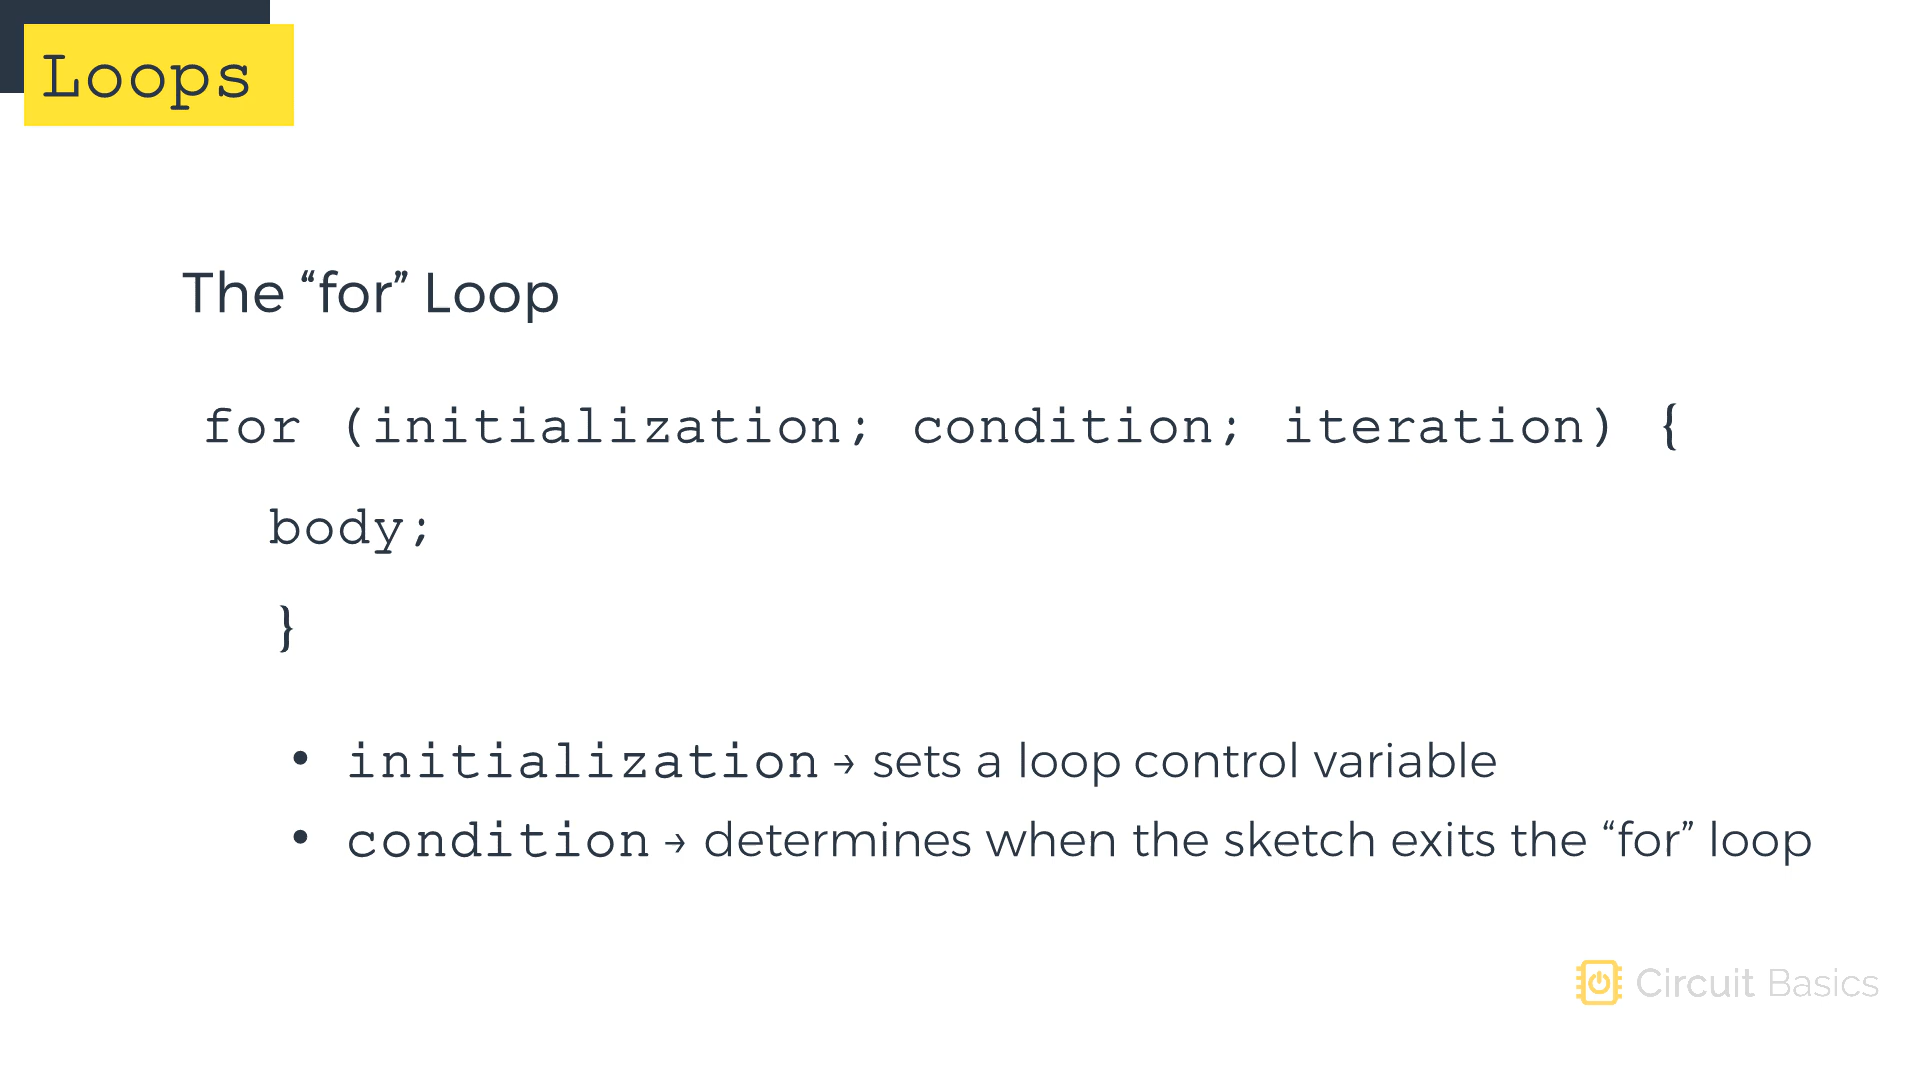 Loops
The “for” Loop
for (initialization; condition; iteration) {
body;
}
• initialization → sets a loop control variable
• condition → determines when the sketch exits the “for” loop
Circuit Basics